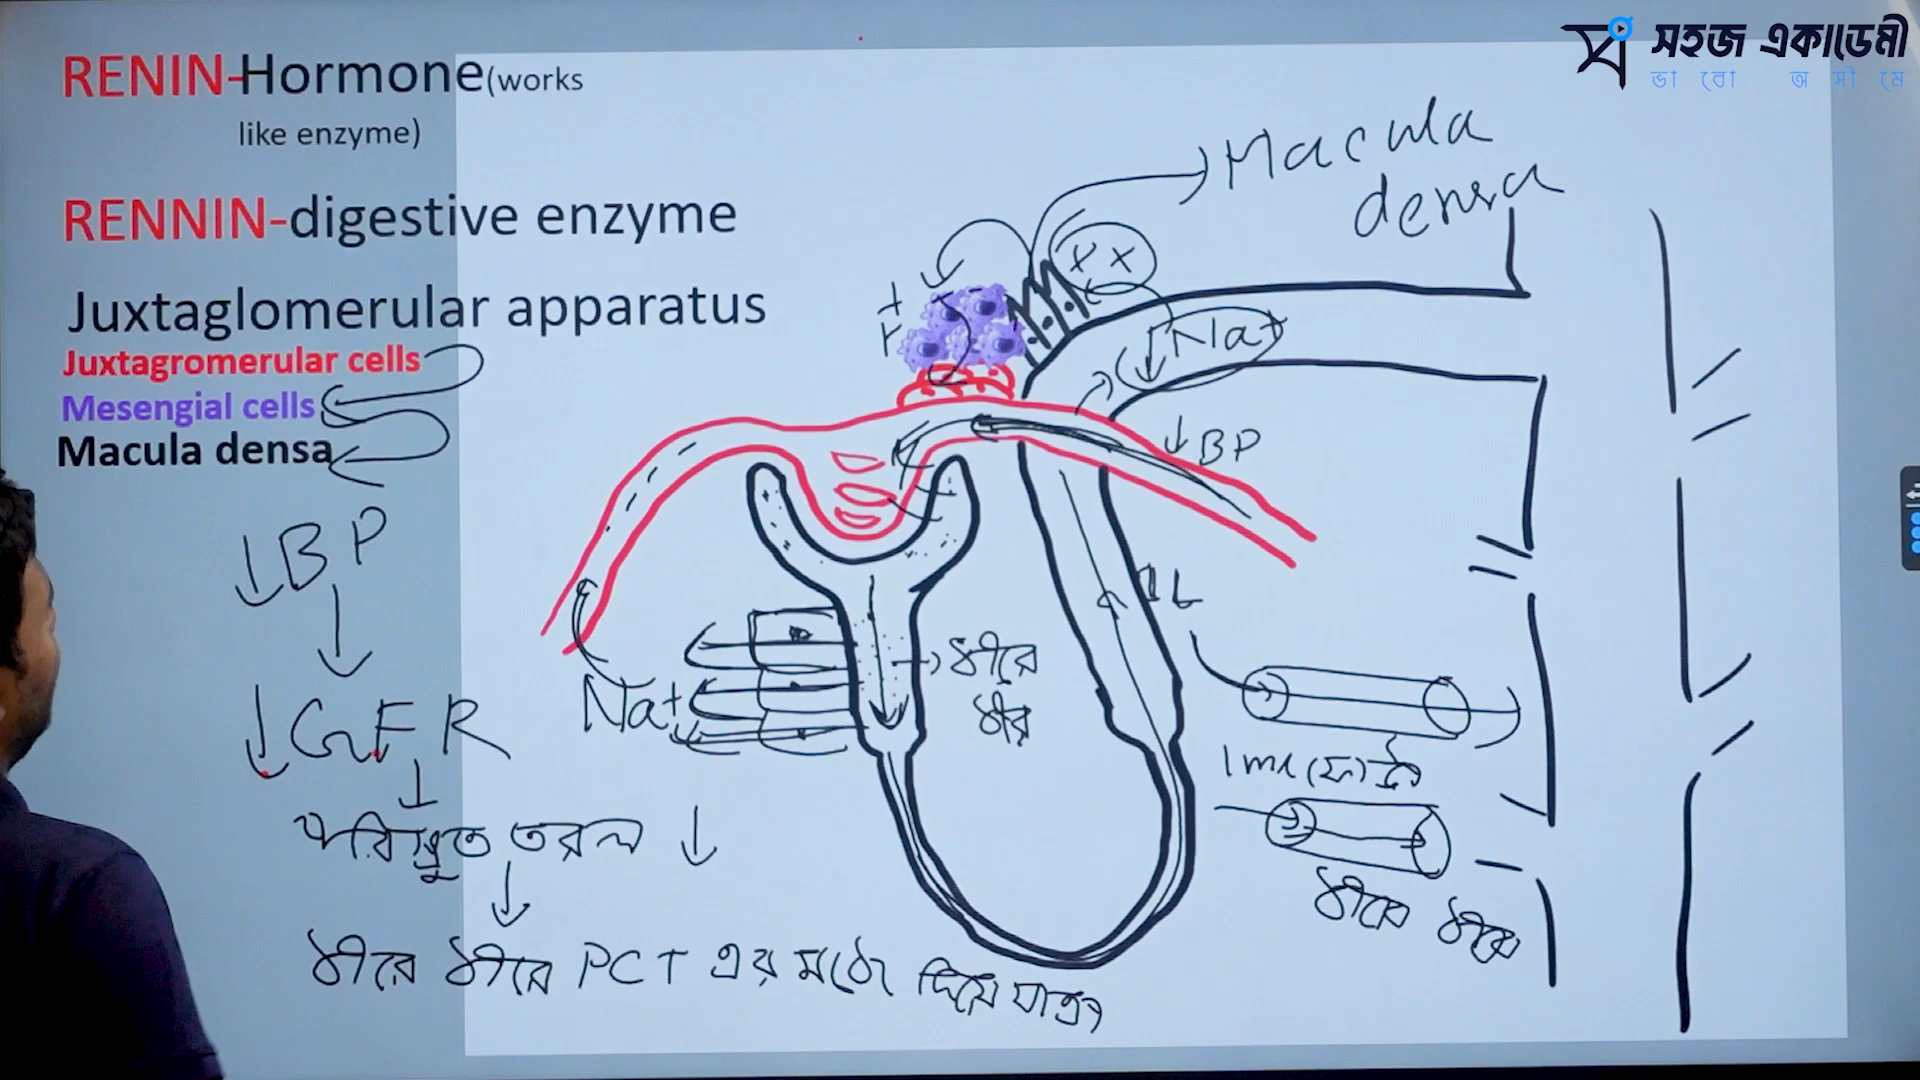 সহজ একাডেমী
ভাবো অসীমে
RENIN-Hormone(works
like enzyme)
RENNIN-digestive enzyme
Juxtaglomerular apparatus
Juxtagromerular cells
Mesengial cells
Macula densa
Macula
densa
xx
↓Na+
↓BP
↓BP
↓GFR
পরিস্রুত তরল ↓
ধীরে ধীরে PCT এর মধ্যে দিয়ে যাবে
Na+
ধীরে
ধীরে
ধীরে ধীরে